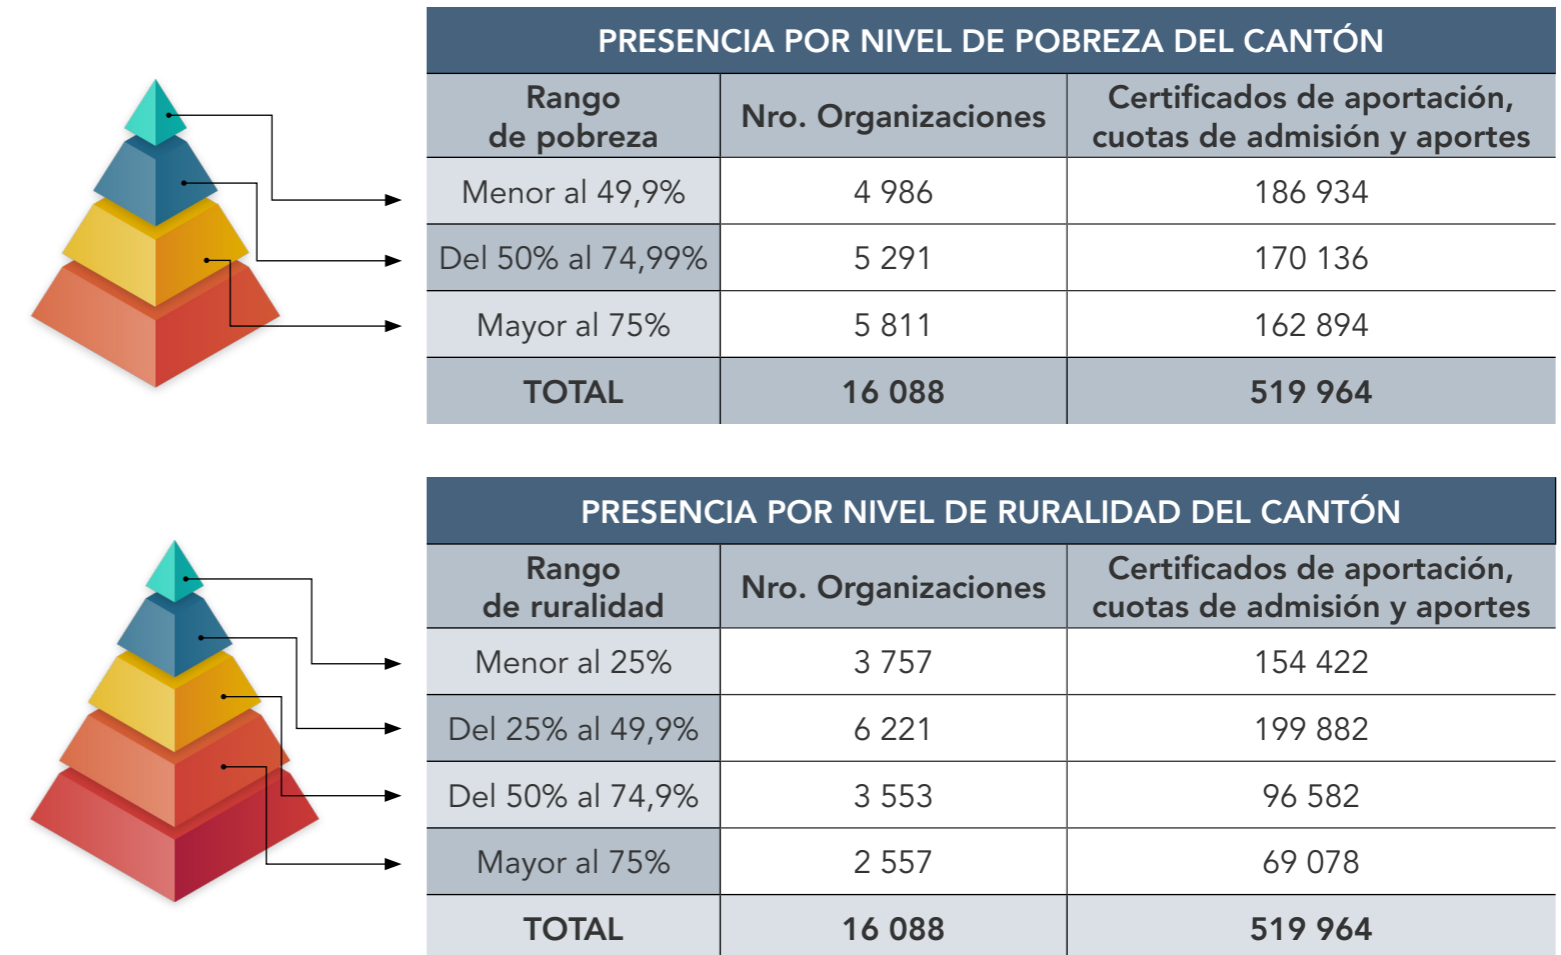 PRESENCIA POR NIVEL DE POBREZA DEL CANTÓN
Rango
de pobreza
Nro. Organizaciones
Certificados de aportación,
cuotas de admisión y aportes
Menor al 49,9%
4 986
186 934
Del 50% al 74,99%
5 291
170 136
Mayor al 75%
5 811
162 894
TOTAL
16 088
519 964
PRESENCIA POR NIVEL DE RURALIDAD DEL CANTÓN
Rango
de ruralidad
Nro. Organizaciones
Certificados de aportación,
cuotas de admisión y aportes
Menor al 25%
3 757
154 422
Del 25% al 49,9%
6 221
199 882
Del 50% al 74,9%
3 553
96 582
Mayor al 75%
2 557
69 078
TOTAL
16 088
519 964